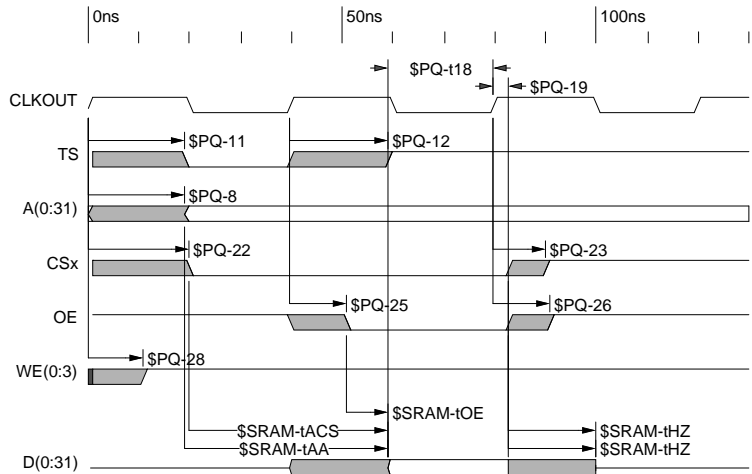 0ns 50ns 100ns
$PQ-t18
$PQ-19
CLKOUT
$PQ-11 $PQ-12
TS
$PQ-8
A(0:31)
$PQ-22 $PQ-23
CSx
$PQ-25 $PQ-26
OE
$PQ-28
WE(0:3)
$SRAM-tOE
$SRAM-tACS $SRAM-tHZ
$SRAM-tAA $SRAM-tHZ
D(0:31)